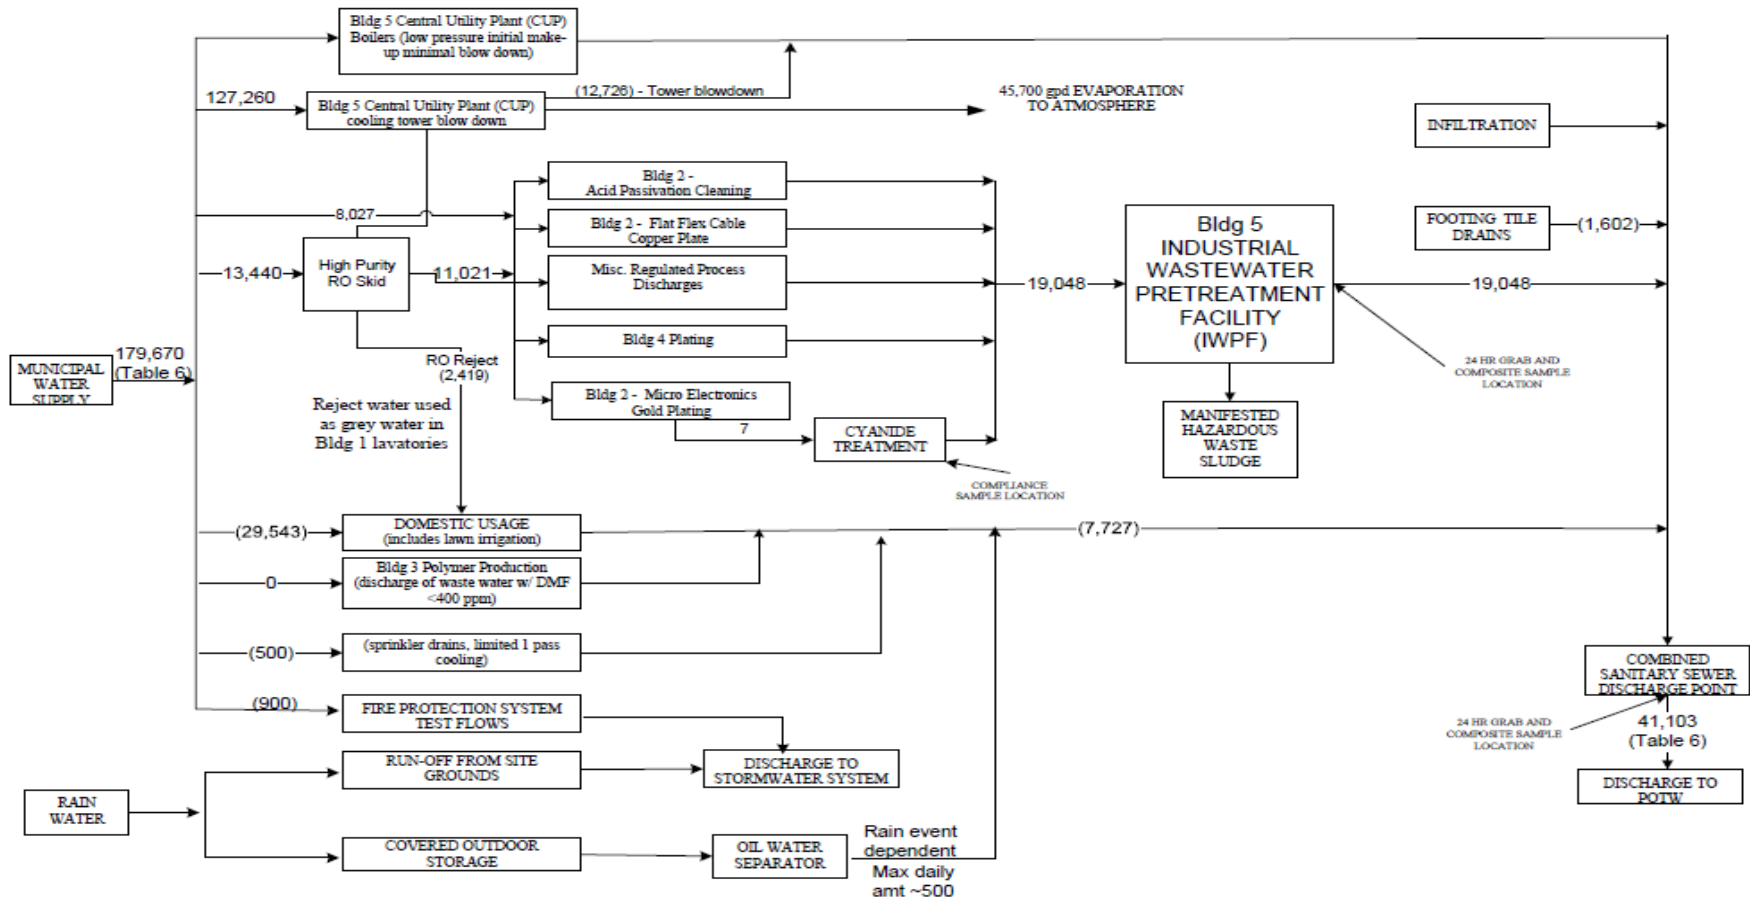 Bldg 5 Central Utility Plant (CUP)
Boilers (low pressure initial make-
up minimal blow down)
127,260
Bldg 5 Central Utility Plant (CUP)
cooling tower blow down
(12,726) - Tower blowdown
45,700 gpd EVAPORATION
TO ATMOSPHERE
INFILTRATION
8,027
Bldg 2 -
Acid Passivation Cleaning
Bldg 2 - Flat Flex Cable
Copper Plate
13,440
High Purity
RO Skid
11,021
Misc. Regulated Process
Discharges
Bldg 4 Plating
Bldg 2 - Micro Electronics
Gold Plating
7
CYANIDE
TREATMENT
COMPLIANCE
SAMPLE LOCATION
19,048
Bldg 5
INDUSTRIAL
WASTEWATER
PRETREATMENT
FACILITY
(IWPF)
FOOTING TILE
DRAINS
(1,602)
19,048
24 HR GRAB AND
COMPOSITE SAMPLE
LOCATION
MANIFESTED
HAZARDOUS
WASTE
SLUDGE
MUNICIPAL
WATER
SUPPLY
179,670
(Table 6)
RO Reject
(2,419)
Reject water used
as grey water in
Bldg 1 lavatories
(29,543)
DOMESTIC USAGE
(includes lawn irrigation)
(7,727)
0
Bldg 3 Polymer Production
(discharge of waste water w/ DMF
<400 ppm)
(500)
(sprinkler drains, limited 1 pass
cooling)
(900)
FIRE PROTECTION SYSTEM
TEST FLOWS
RUN-OFF FROM SITE
GROUNDS
DISCHARGE TO
STORMWATER SYSTEM
RAIN
WATER
COVERED OUTDOOR
STORAGE
OIL WATER
SEPARATOR
Rain event
dependent
Max daily
amt ~500
COMBINED
SANITARY SEWER
DISCHARGE POINT
24 HR GRAB AND
COMPOSITE SAMPLE
LOCATION
41,103
(Table 6)
DISCHARGE TO
POTW